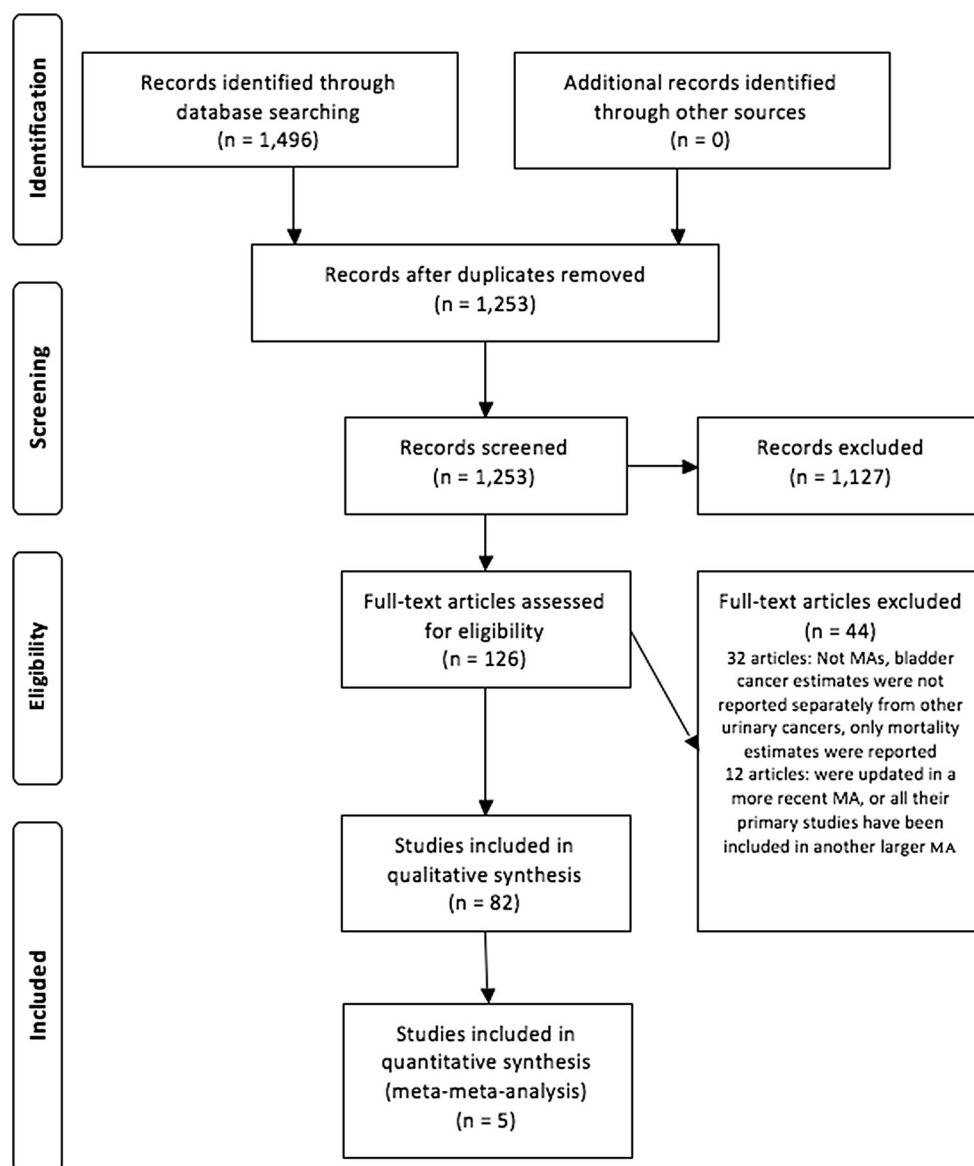 Identification
Records identified through
database searching
(n = 1,496)
Additional records identified
through other sources
(n = 0)
Records after duplicates removed
(n = 1,253)
Screening
Records screened
(n = 1,253)
Records excluded
(n = 1,127)
Eligibility
Full-text articles assessed
for eligibility
(n = 126)
Full-text articles excluded
(n = 44)
32 articles: Not MAs, bladder
cancer estimates were not
reported separately from other
urinary cancers, only mortality
estimates were reported
12 articles: were updated in a
more recent MA, or all their
primary studies have been
included in another larger MA
Included
Studies included in
qualitative synthesis
(n = 82)
Studies included in
quantitative synthesis
(meta-meta-analysis)
(n = 5)